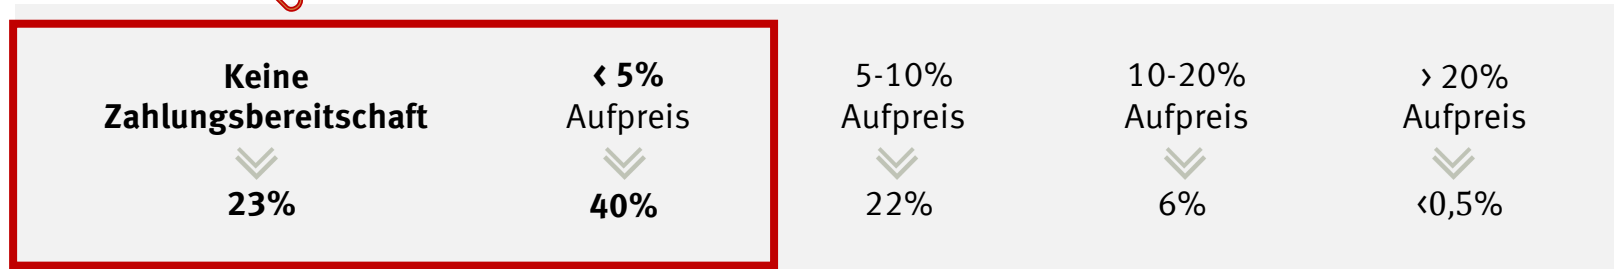 Keine
Zahlungsbereitschaft
23%
< 5%
Aufpreis
40%
5-10%
Aufpreis
22%
10-20%
Aufpreis
6%
> 20%
Aufpreis
<0,5%